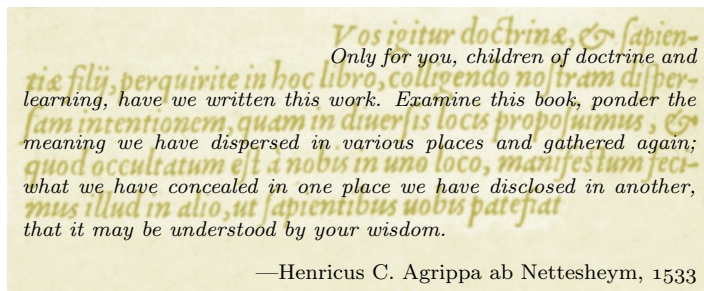 Vos igitur doctrinæ, & ſapien-
Only for you, children of doctrine and
tiæ filij, perquirite in hoc libro, colligendo noſtram diſper-
learning, have we written this work. Examine this book, ponder the
ſam intentionem, quam in diuerſis locis propoſuimus, &
meaning we have dispersed in various places and gathered again;
quod occultatum eſt à nobis in uno loco, manifeſtum feci-
what we have concealed in one place we have disclosed in another,
mus illud in alio, ut ſapientibus uobis patefiat
that it may be understood by your wisdom.
—Henricus C. Agrippa ab Nettesheym, 1533